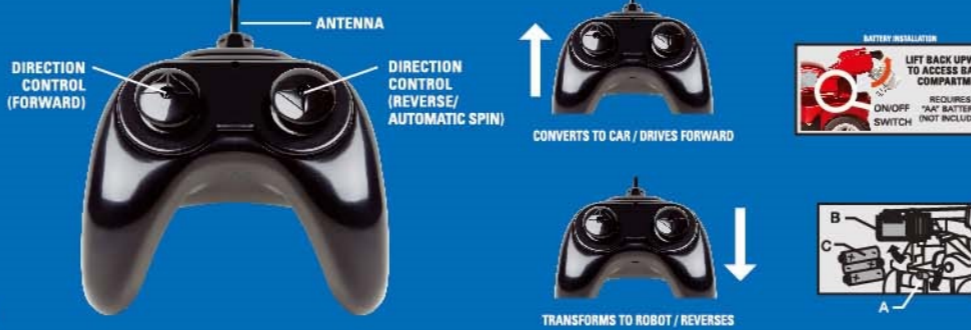 ANTENNA
DIRECTION
CONTROL
(FORWARD)
DIRECTION
CONTROL
(REVERSE/
AUTOMATIC SPIN)
CONVERTS TO CAR / DRIVES FORWARD
TRANSFORMS TO ROBOT / REVERSES
BATTERY INSTALLATION
LIFT BACK UPW
TO ACCESS BA
COMPARTM
ON/OFF
SWITCH
REQUIRES
"AA" BATTER
(NOT INCLUD
B
C
A